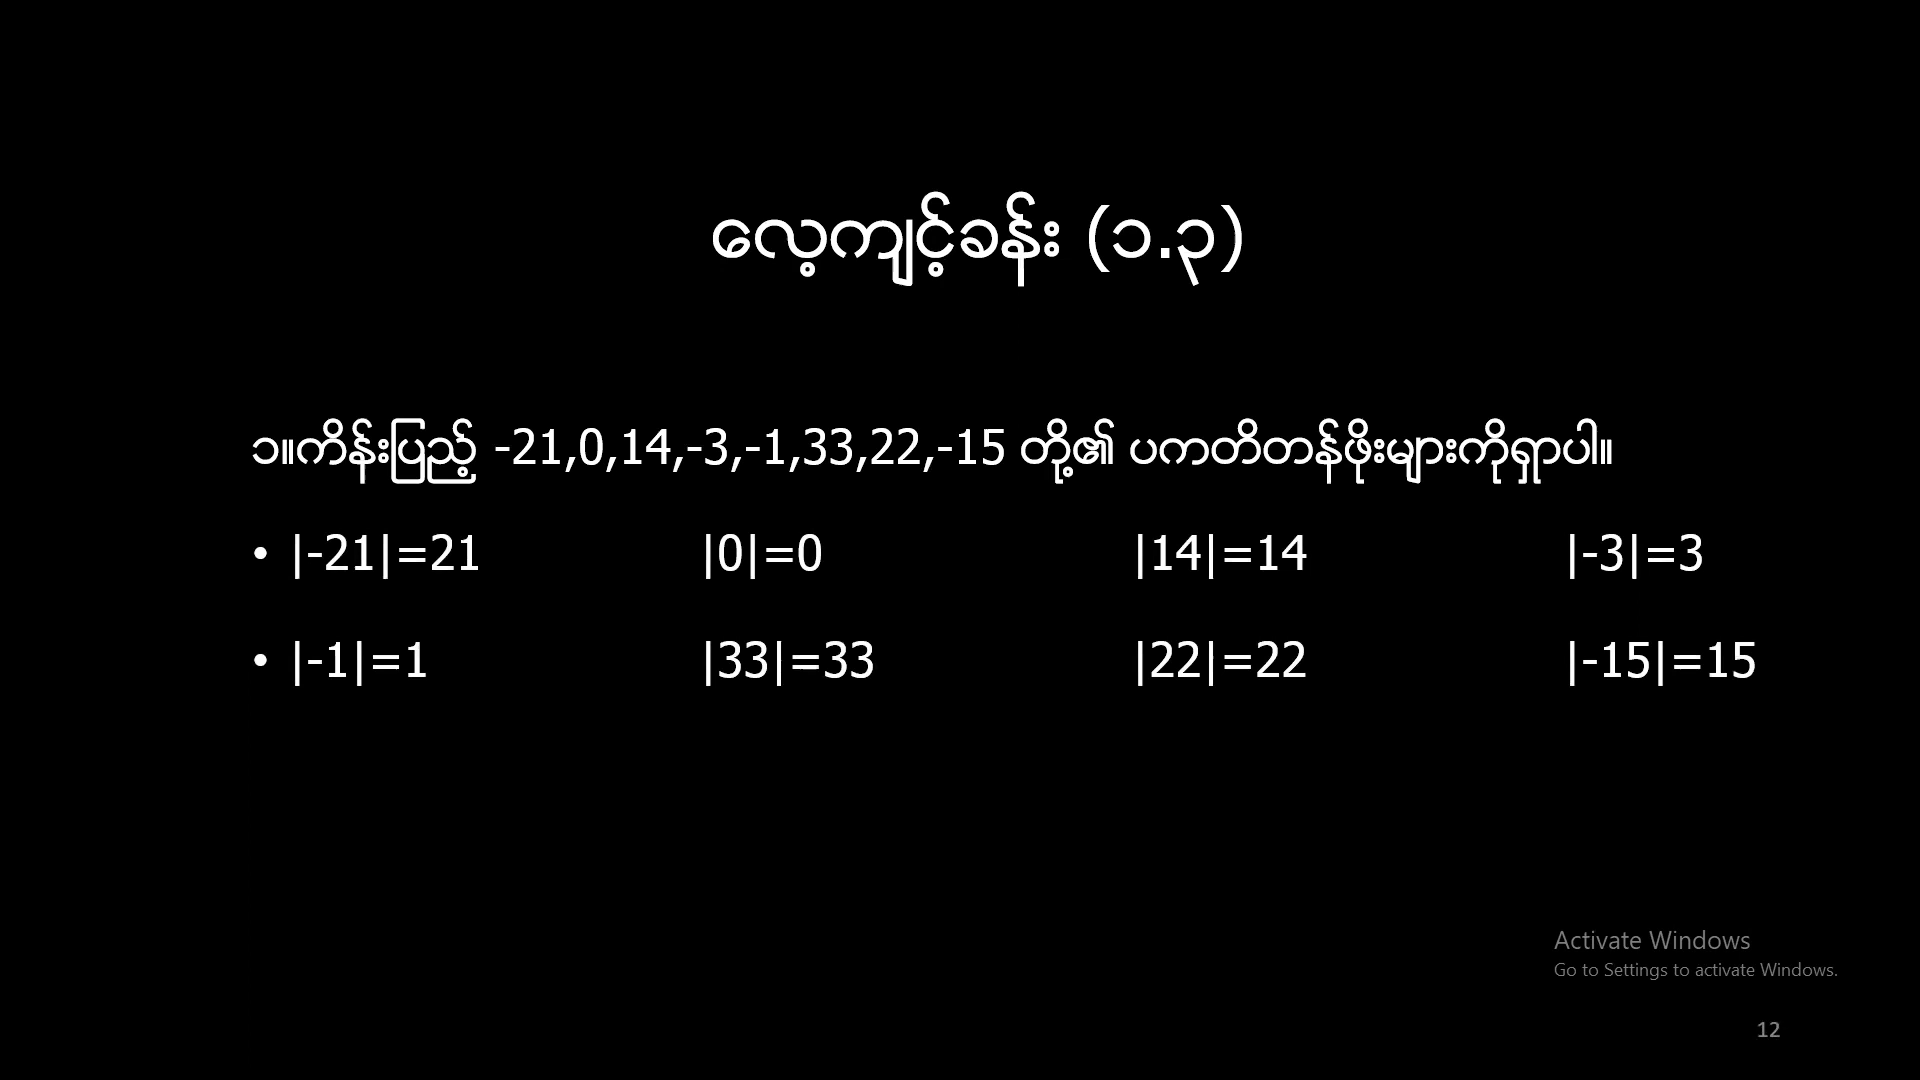 လေ့ကျင့်ခန်း (၁.၃)
၁။ကိန်းပြည့် -21,0,14,-3,-1,33,22,-15 တို့၏ ပကတိတန်ဖိုးများကိုရှာပါ။
• |-21|=21 |0|=0 |14|=14 |-3|=3
• |-1|=1 |33|=33 |22|=22 |-15|=15
Activate Windows
Go to Settings to activate Windows.
12